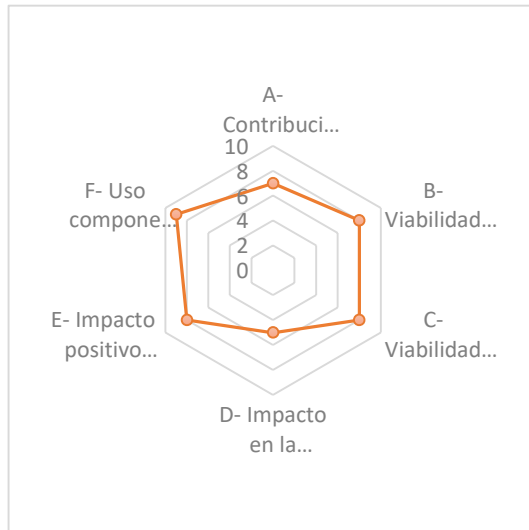 A-
Contribuci...
10
8
6
4
2
0
B-
Viabilidad...
C-
Viabilidad...
D- Impacto
en la...
E- Impacto
positivo...
F- Uso
compone...